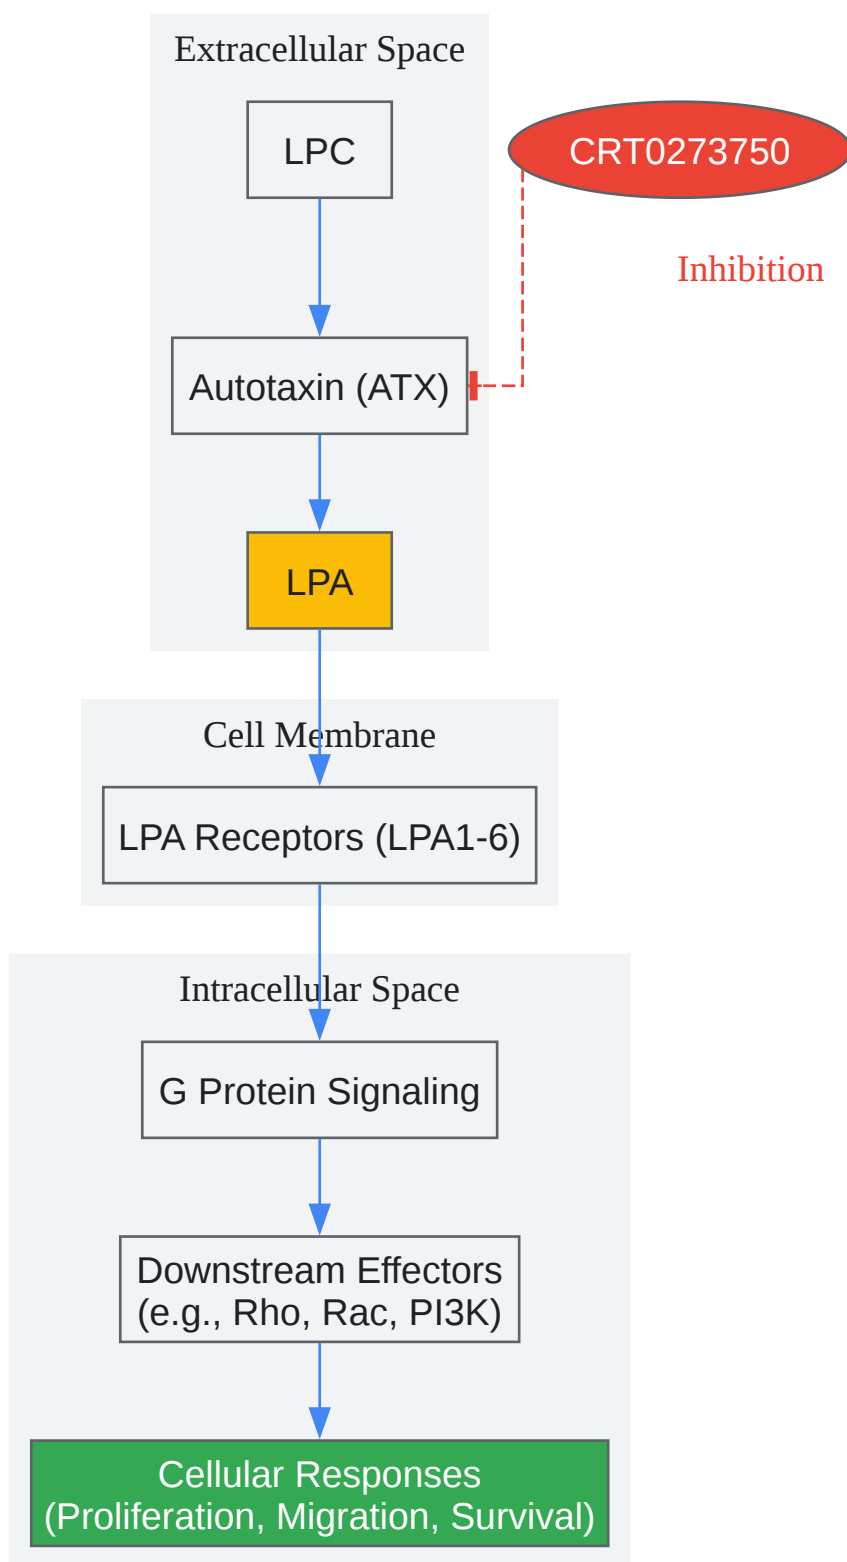 Extracellular Space
LPC
CRT0273750
Inhibition
Autotaxin (ATX)
LPA
Cell Membrane
LPA Receptors (LPA1-6)
Intracellular Space
G Protein Signaling
Downstream Effectors
(e.g., Rho, Rac, PI3K)
Cellular Responses
(Proliferation, Migration, Survival)